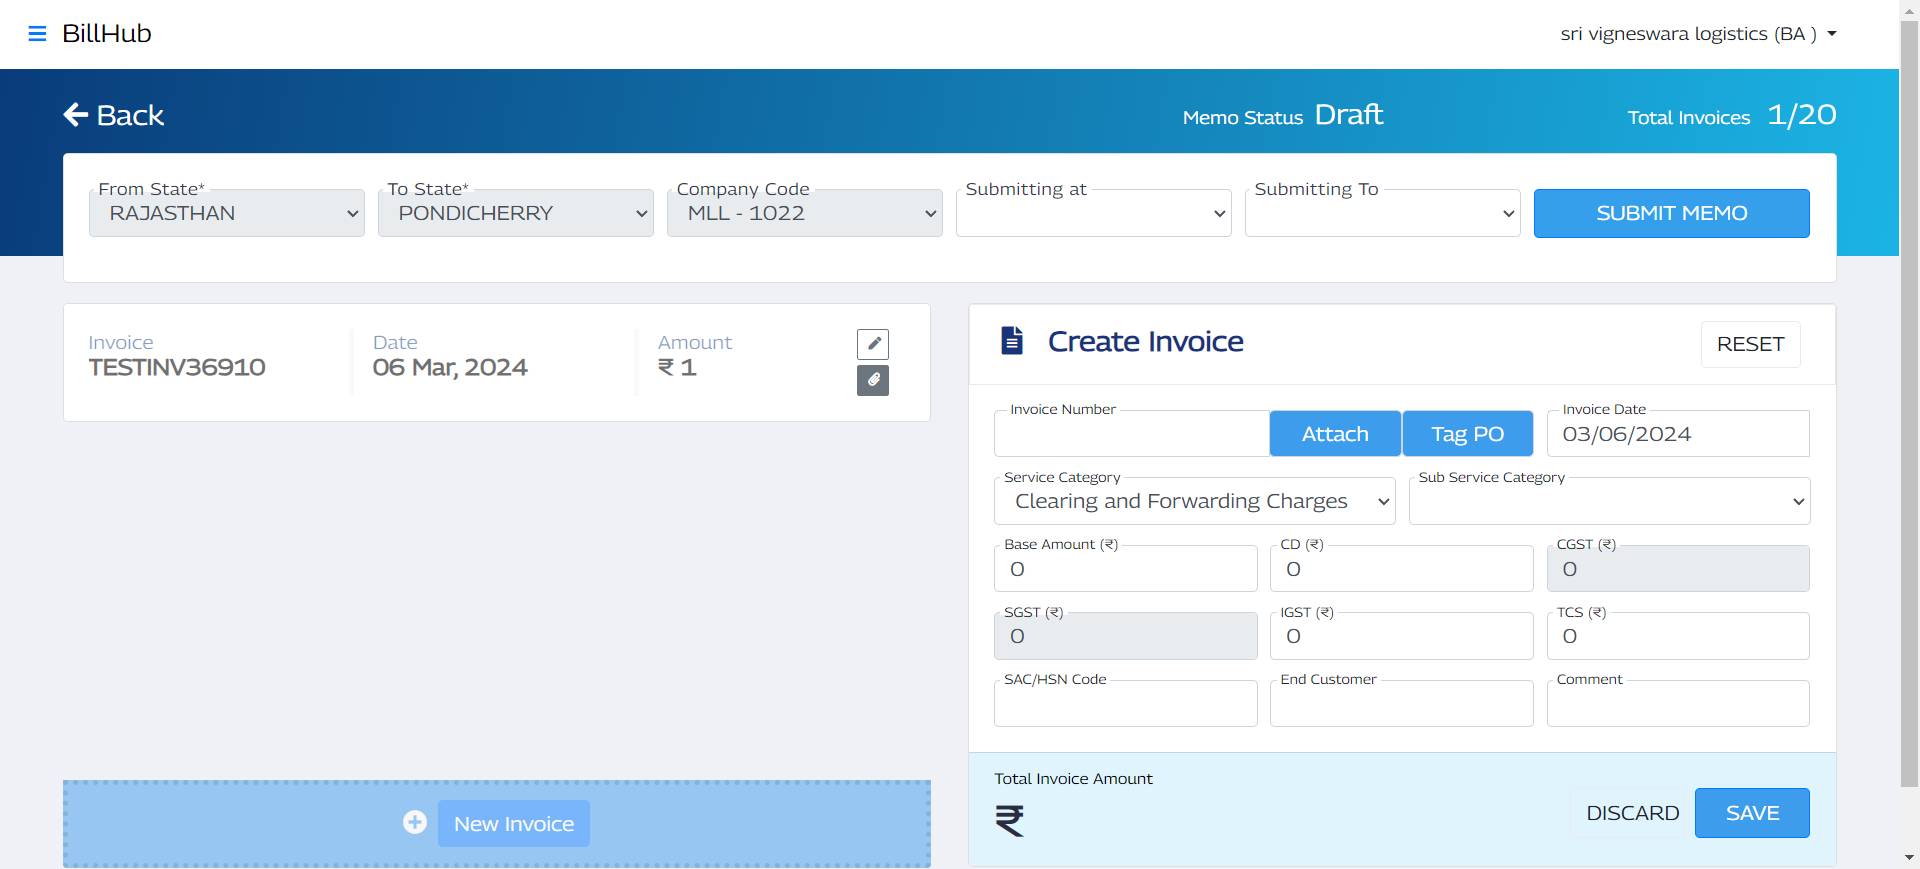 BillHub
sri vigneswara logistics (BA )
Back
Memo Status Draft
Total Invoices 1/20
From State*
RAJASTHAN
To State*
PONDICHERRY
Company Code
MLL - 1022
Submitting at
Submitting To
SUBMIT MEMO
Invoice
TESTINV36910
Date
06 Mar, 2024
Amount
₹ 1
New Invoice
Create Invoice
RESET
Invoice Number
Attach
Tag PO
Invoice Date
03/06/2024
Service Category
Clearing and Forwarding Charges
Sub Service Category
Base Amount (₹)
0
CD (₹)
0
CGST (₹)
0
SGST (₹)
0
IGST (₹)
0
TCS (₹)
0
SAC/HSN Code
End Customer
Comment
Total Invoice Amount
₹
DISCARD
SAVE